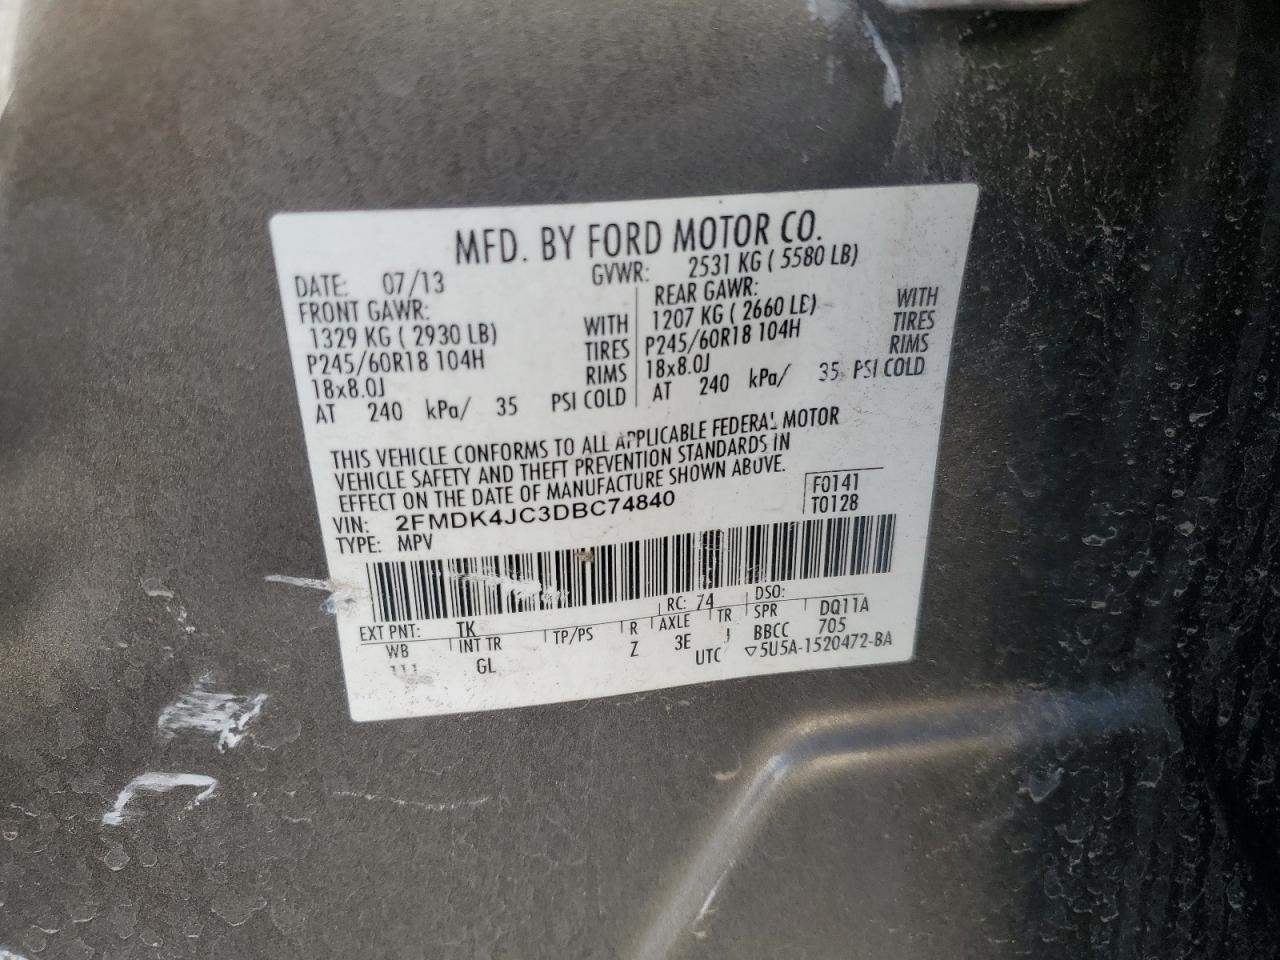 MFD. BY FORD MOTOR CO.
DATE: 07/13 GVWR: 2531 KG ( 5580 LB)
FRONT GAWR: REAR GAWR:
1329 KG ( 2930 LB) WITH 1207 KG ( 2660 LB) WITH
P245/60R18 104H TIRES P245/60R18 104H TIRES
18x8.0J RIMS 18x8.0J RIMS
AT 240 kPa/ 35 PSI COLD AT 240 kPa/ 35 PSI COLD
THIS VEHICLE CONFORMS TO ALL APPLICABLE FEDERAL MOTOR
VEHICLE SAFETY AND THEFT PREVENTION STANDARDS IN
EFFECT ON THE DATE OF MANUFACTURE SHOWN ABOVE.
F0141
T0128
VIN: 2FMDK4JC3DBC74840
TYPE: MPV
EXT PNT: TK RC: 74 DSO:
WB INT TR TP/PS R AXLE TR SPR DQ11A
111 GL Z 3E J BBCC 705
UTC ▽5U5A-1520472-BA